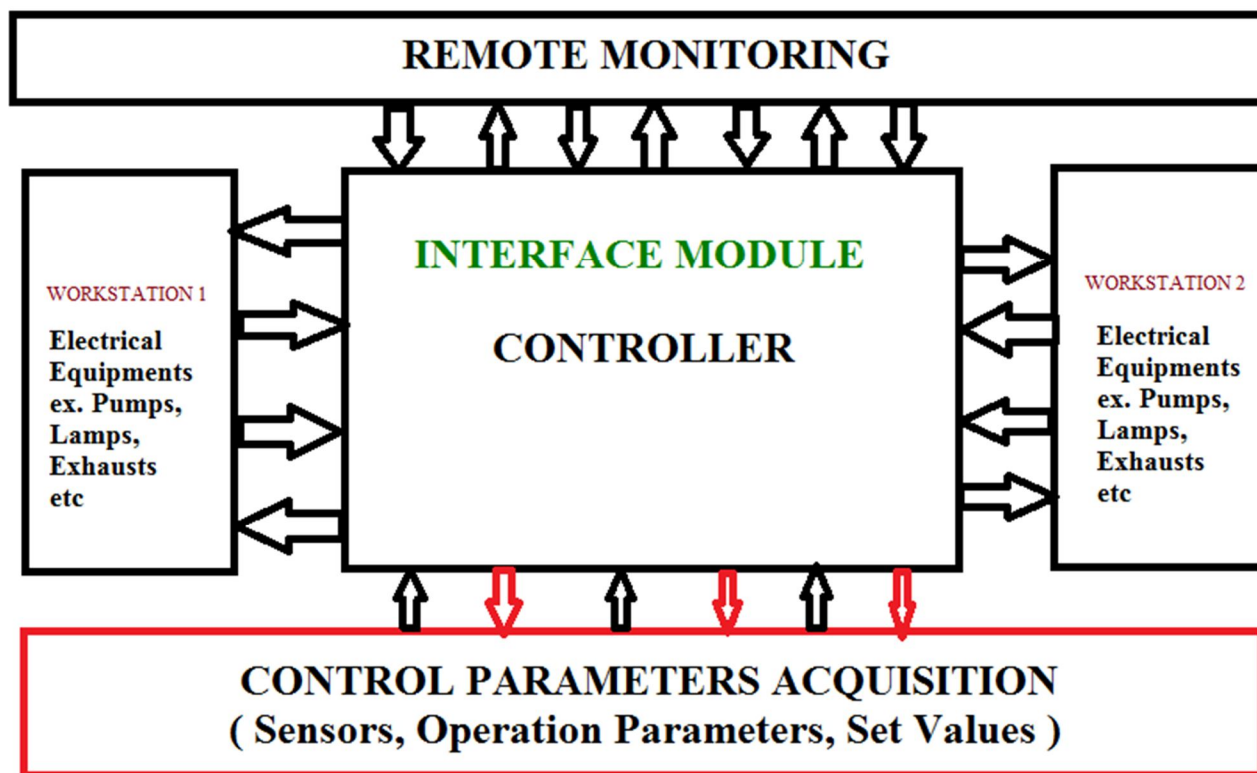 REMOTE MONITORING
INTERFACE MODULE
CONTROLLER
WORKSTATION 1
Electrical
Equipments
ex. Pumps,
Lamps,
Exhausts
etc
WORKSTATION 2
Electrical
Equipments
ex. Pumps,
Lamps,
Exhausts
etc
CONTROL PARAMETERS ACQUISITION
( Sensors, Operation Parameters, Set Values )